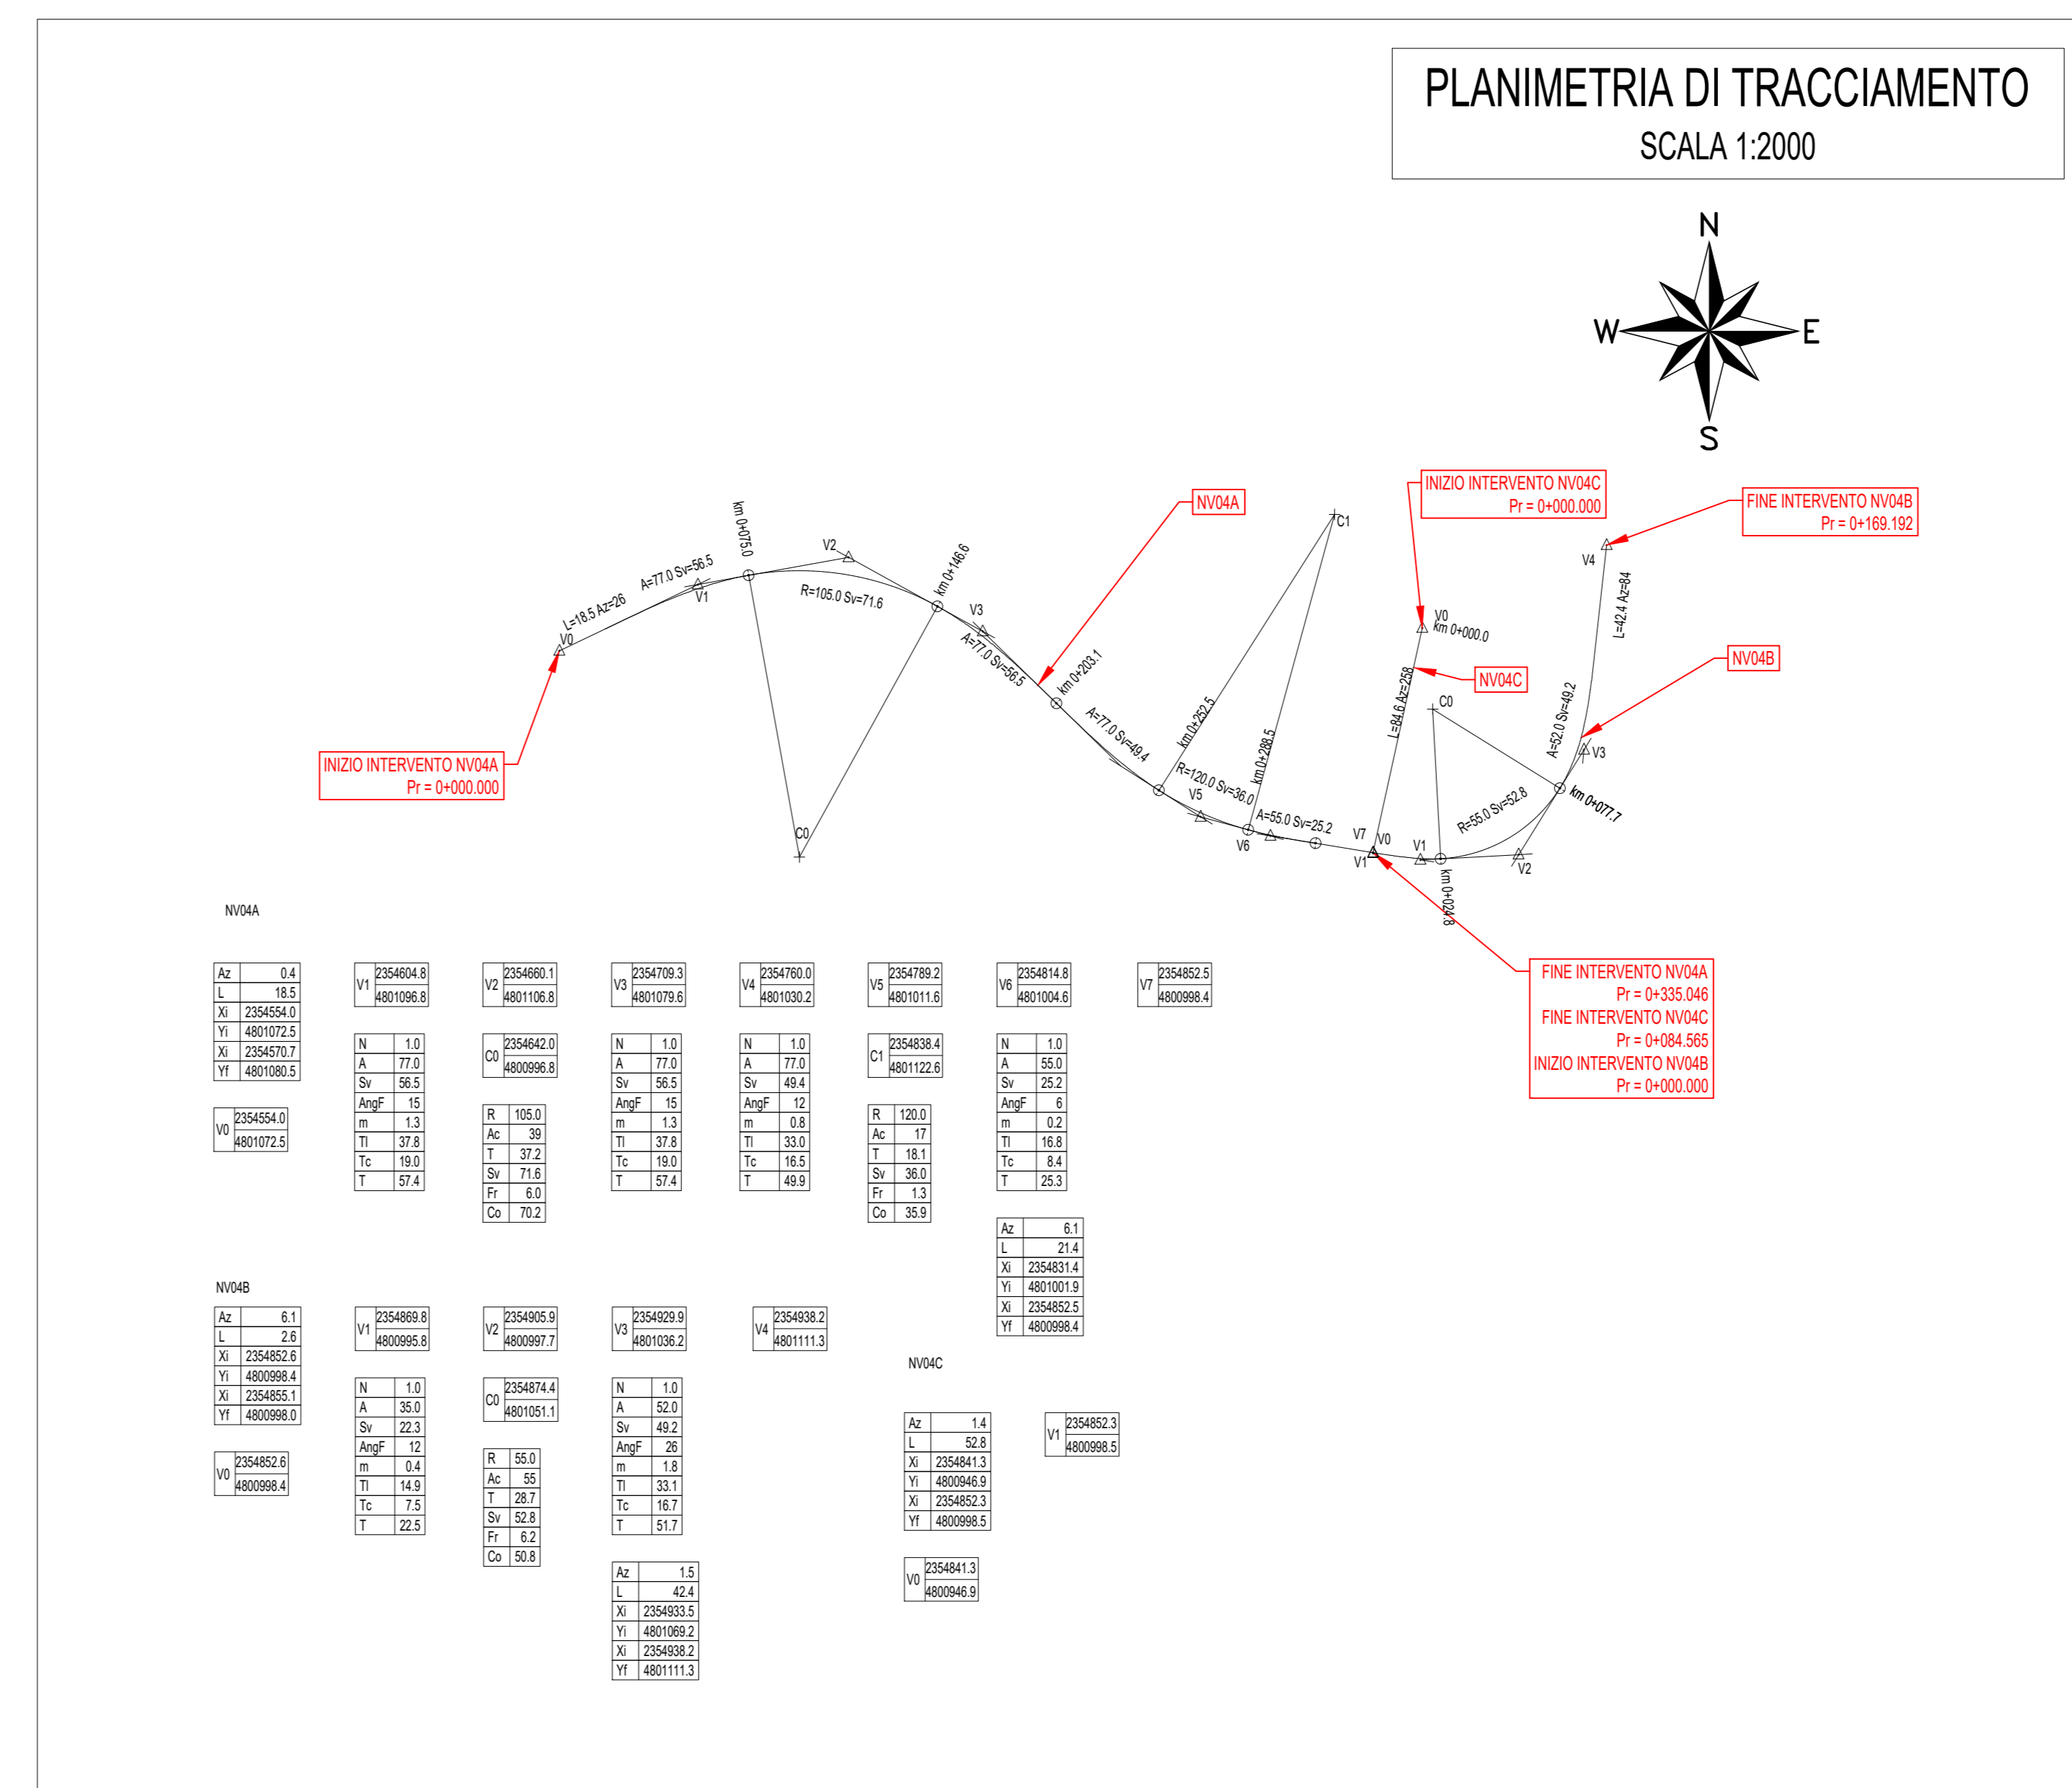 PLANIMETRIA DI TRACCIAMENTO
SCALA 1:2000
N
W
E
S
INIZIO INTERVENTO NV04C
Pr = 0+000.000
FINE INTERVENTO NV04B
Pr = 0+169.192
NV04A
C1
km 0+075.0
V2
V4
A=77.0 Sv=56.5
V1
R=105.0 Sv=71.6
km 0+146.6
V3
L=18.5 Az=26
V0
V0
km 0+000.0
L=42.4 Az=84
A=77.0 Sv=56.5
km 0+203.1
NV04B
NV04C
L=84.6 Az=258
C0
km 0+252.5
km 0+288.5
A=77.0 Sv=49.4
A=52.0 Sv=49.2
V3
INIZIO INTERVENTO NV04A
Pr = 0+000.000
R=120.0 Sv=36.0
V5
km 0+077.7
R=55.0 Sv=52.8
A=55.0 Sv=25.2
C0
V6
V7
V0
V1
V1
V2
km 0+024.8
NV04A
FINE INTERVENTO NV04A
Pr = 0+335.046
FINE INTERVENTO NV04C
Pr = 0+084.565
INIZIO INTERVENTO NV04B
Pr = 0+000.000
Az 0.4
L 18.5
Xi 2354554.0
Yi 4801072.5
Xi 2354570.7
Yf 4801080.5
V0 2354554.0
4801072.5
V1 2354604.8
4801096.8
N 1.0
A 77.0
Sv 56.5
AngF 15
m 1.3
Tl 37.8
Tc 19.0
T 57.4
V2 2354660.1
4801106.8
C0 2354642.0
4800996.8
R 105.0
Ac 39
T 37.2
Sv 71.6
Fr 6.0
Co 70.2
V3 2354709.3
4801079.6
N 1.0
A 77.0
Sv 56.5
AngF 15
m 1.3
Tl 37.8
Tc 19.0
T 57.4
V4 2354760.0
4801030.2
N 1.0
A 77.0
Sv 49.4
AngF 12
m 0.8
Tl 33.0
Tc 16.5
T 49.9
V5 2354789.2
4801011.6
C1 2354838.4
4801122.6
R 120.0
Ac 17
T 18.1
Sv 36.0
Fr 1.3
Co 35.9
V6 2354814.8
4801004.6
N 1.0
A 55.0
Sv 25.2
AngF 6
m 0.2
Tl 16.8
Tc 8.4
T 25.3
Az 6.1
L 21.4
Xi 2354831.4
Yi 4801001.9
Xi 2354852.5
Yf 4800998.4
V7 2354852.5
4800998.4
NV04B
Az 6.1
L 2.6
Xi 2354852.6
Yi 4800998.4
Xi 2354855.1
Yf 4800998.0
V0 2354852.6
4800998.4
V1 2354869.8
4800995.8
N 1.0
A 35.0
Sv 22.3
AngF 12
m 0.4
Tl 14.9
Tc 7.5
T 22.5
V2 2354905.9
4800997.7
C0 2354874.4
4801051.1
R 55.0
Ac 55
T 28.7
Sv 52.8
Fr 6.2
Co 50.8
V3 2354929.9
4801036.2
N 1.0
A 52.0
Sv 49.2
AngF 26
m 1.8
Tl 33.1
Tc 16.7
T 51.7
Az 1.5
L 42.4
Xi 2354933.5
Yi 4801069.2
Xi 2354938.2
Yf 4801111.3
V4 2354938.2
4801111.3
NV04C
Az 1.4
L 52.8
Xi 2354841.3
Yi 4800946.9
Xi 2354852.3
Yf 4800998.5
V0 2354841.3
4800946.9
V1 2354852.3
4800998.5